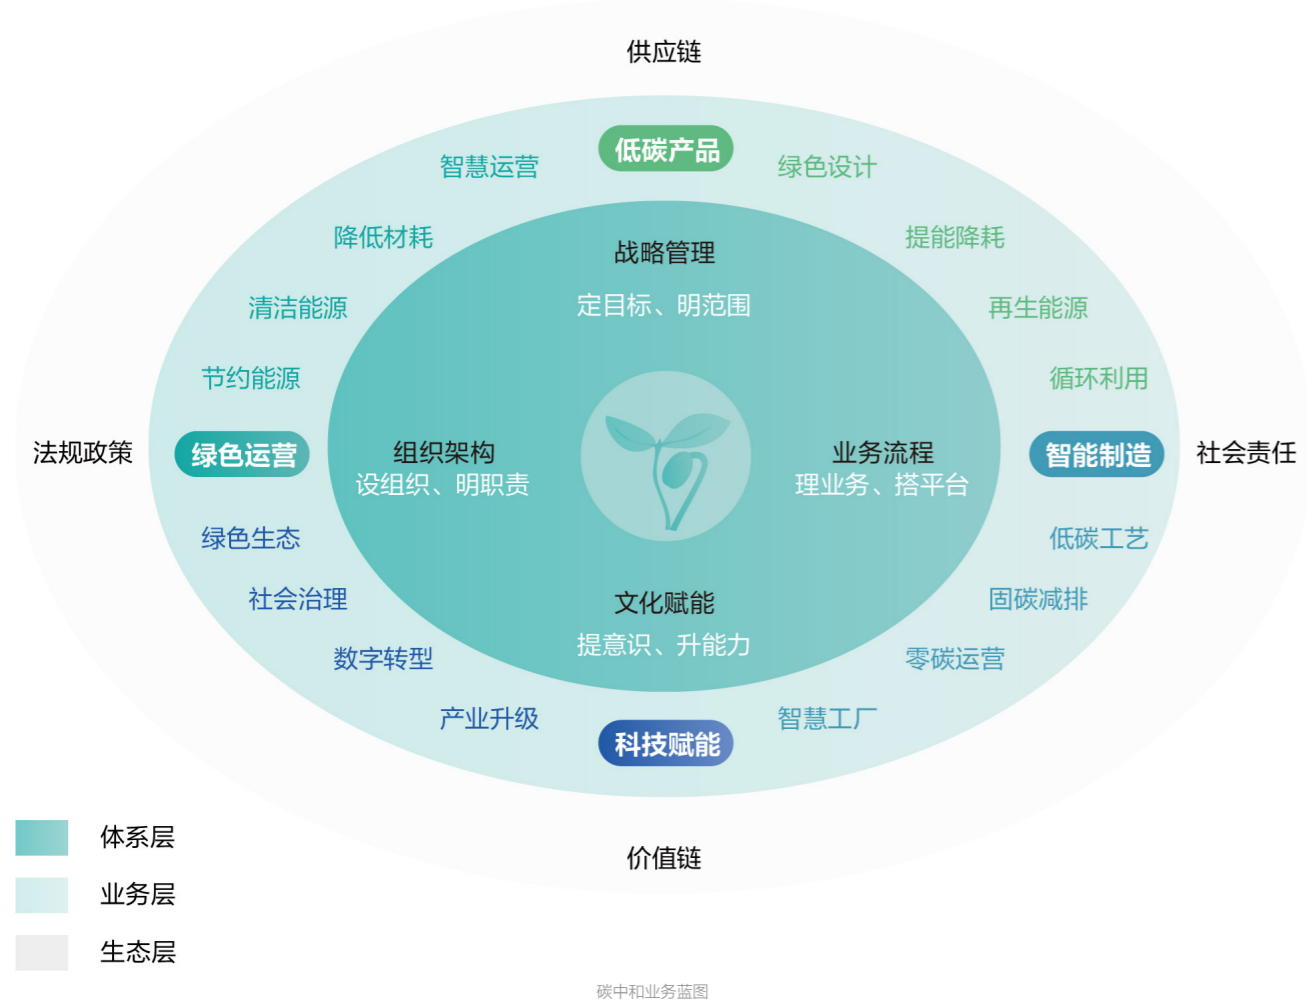 供应链
低碳产品
智慧运营
绿色设计
降低材耗
提能降耗
战略管理
定目标、明范围
清洁能源
再生能源
节约能源
循环利用
法规政策
绿色运营
组织架构
设组织、明职责
业务流程
理业务、搭平台
智能制造
社会责任
绿色生态
低碳工艺
社会治理
固碳减排
文化赋能
提意识、升能力
数字转型
零碳运营
产业升级
智慧工厂
科技赋能
价值链
体系层
业务层
生态层
碳中和业务蓝图